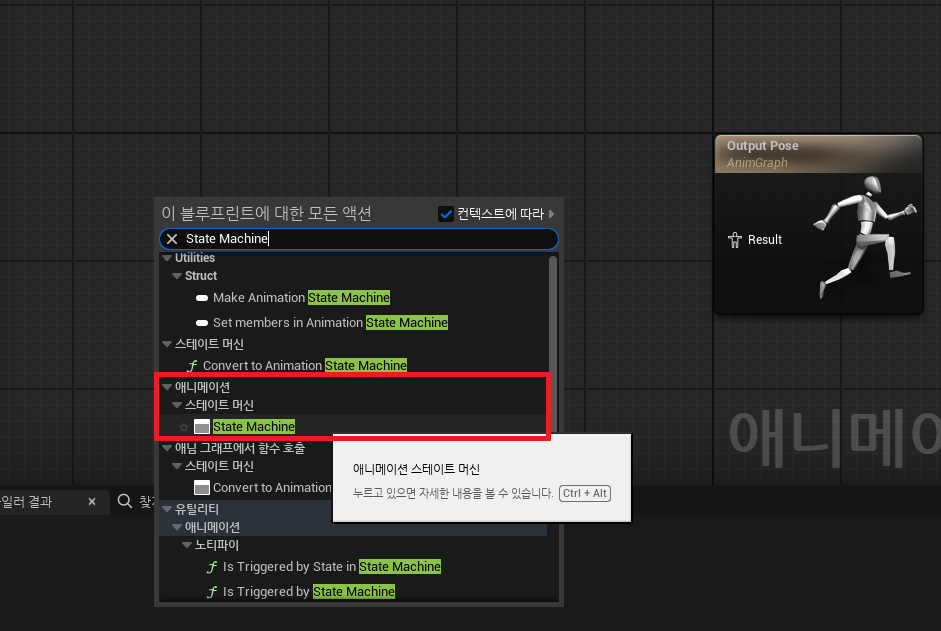 Output Pose
AnimGraph
Result
이 블루프린트에 대한 모든 액션
컨텍스트에 따라
State Machine
Utilities
Struct
Make Animation State Machine
Set members in Animation State Machine
스테이트 머신
Convert to Animation State Machine
애니메이션
스테이트 머신
State Machine
애님 그래프에서 함수 호출
스테이트 머신
Convert to Animation
애니메이션 스테이트 머신
누르고 있으면 자세한 내용을 볼 수 있습니다. Ctrl + Alt
유틸리티
애니메이션
노티파이
Is Triggered by State in State Machine
Is Triggered by State Machine
애니메
일러 결과